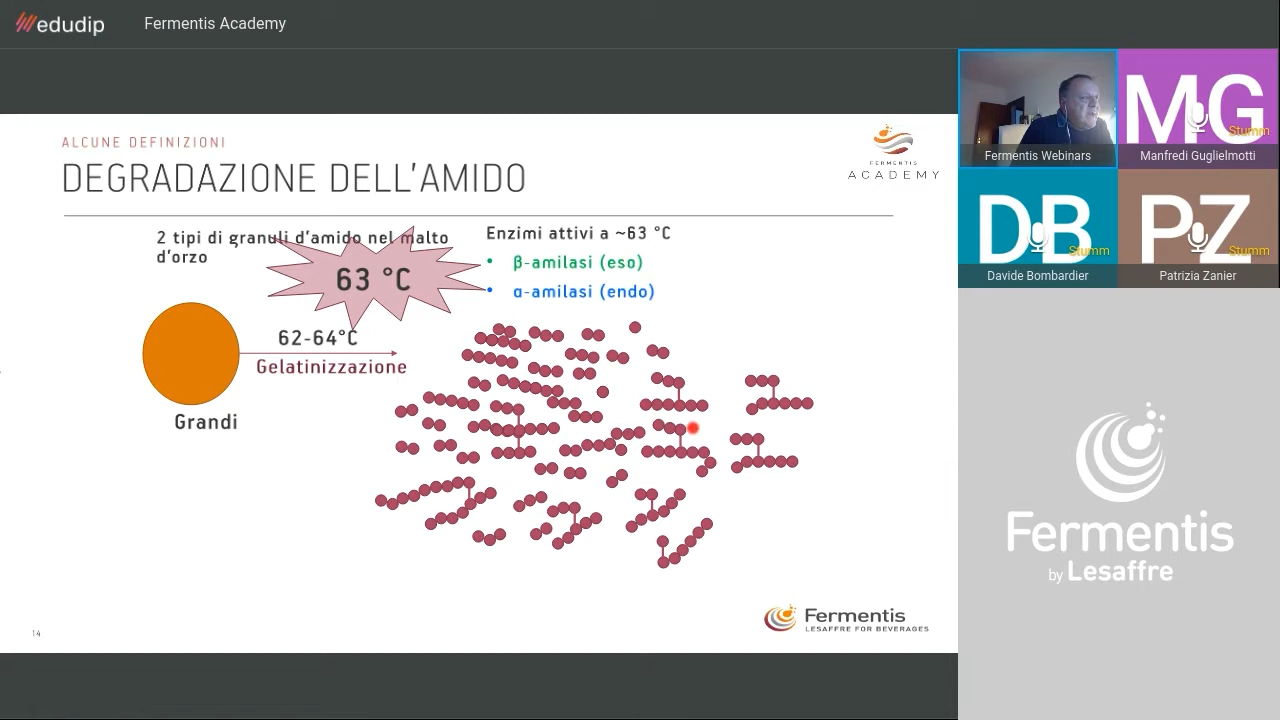 edudip
Fermentis Academy
ALCUNE DEFINIZIONI
DEGRADAZIONE DELL'AMIDO
FERMENTIS
ACADEMY
2 tipi di granuli d'amido nel malto
d'orzo
63 °C
Enzimi attivi a ~63 °C
• β-amilasi (eso)
• α-amilasi (endo)
62-64°C
Gelatinizzazione
Grandi
Fermentis
LESAFFRE FOR BEVERAGES
14
Fermentis Webinars
MG
Stumm
Manfredi Guglielmotti
DB
Stumm
Davide Bombardier
PZ
Stumm
Patrizia Zanier
Fermentis
by Lesaffre